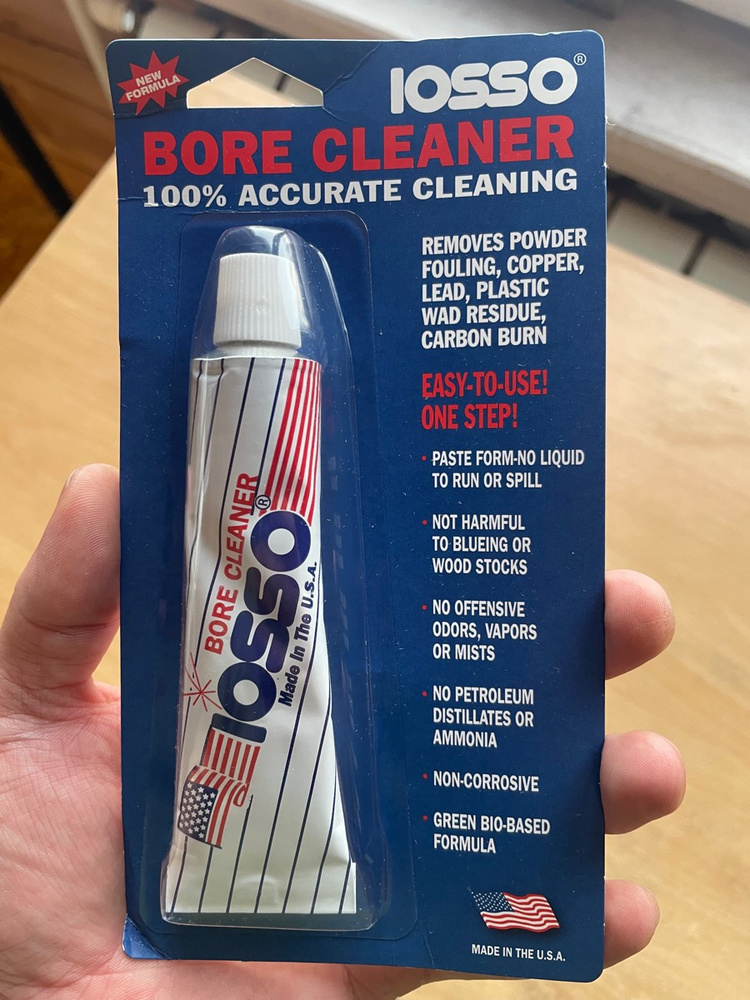 NEW
FORMULA
IOSSO®
BORE CLEANER
100% ACCURATE CLEANING
REMOVES POWDER
FOULING, COPPER,
LEAD, PLASTIC
WAD RESIDUE,
CARBON BURN
EASY-TO-USE!
ONE STEP!
• PASTE FORM-NO LIQUID
TO RUN OR SPILL
• NOT HARMFUL
TO BLUEING OR
WOOD STOCKS
• NO OFFENSIVE
ODORS, VAPORS
OR MISTS
• NO PETROLEUM
DISTILLATES OR
AMMONIA
• NON-CORROSIVE
• GREEN BIO-BASED
FORMULA
MADE IN THE U.S.A.
BORE CLEANER
IOSSO®
Made In The U.S.A.